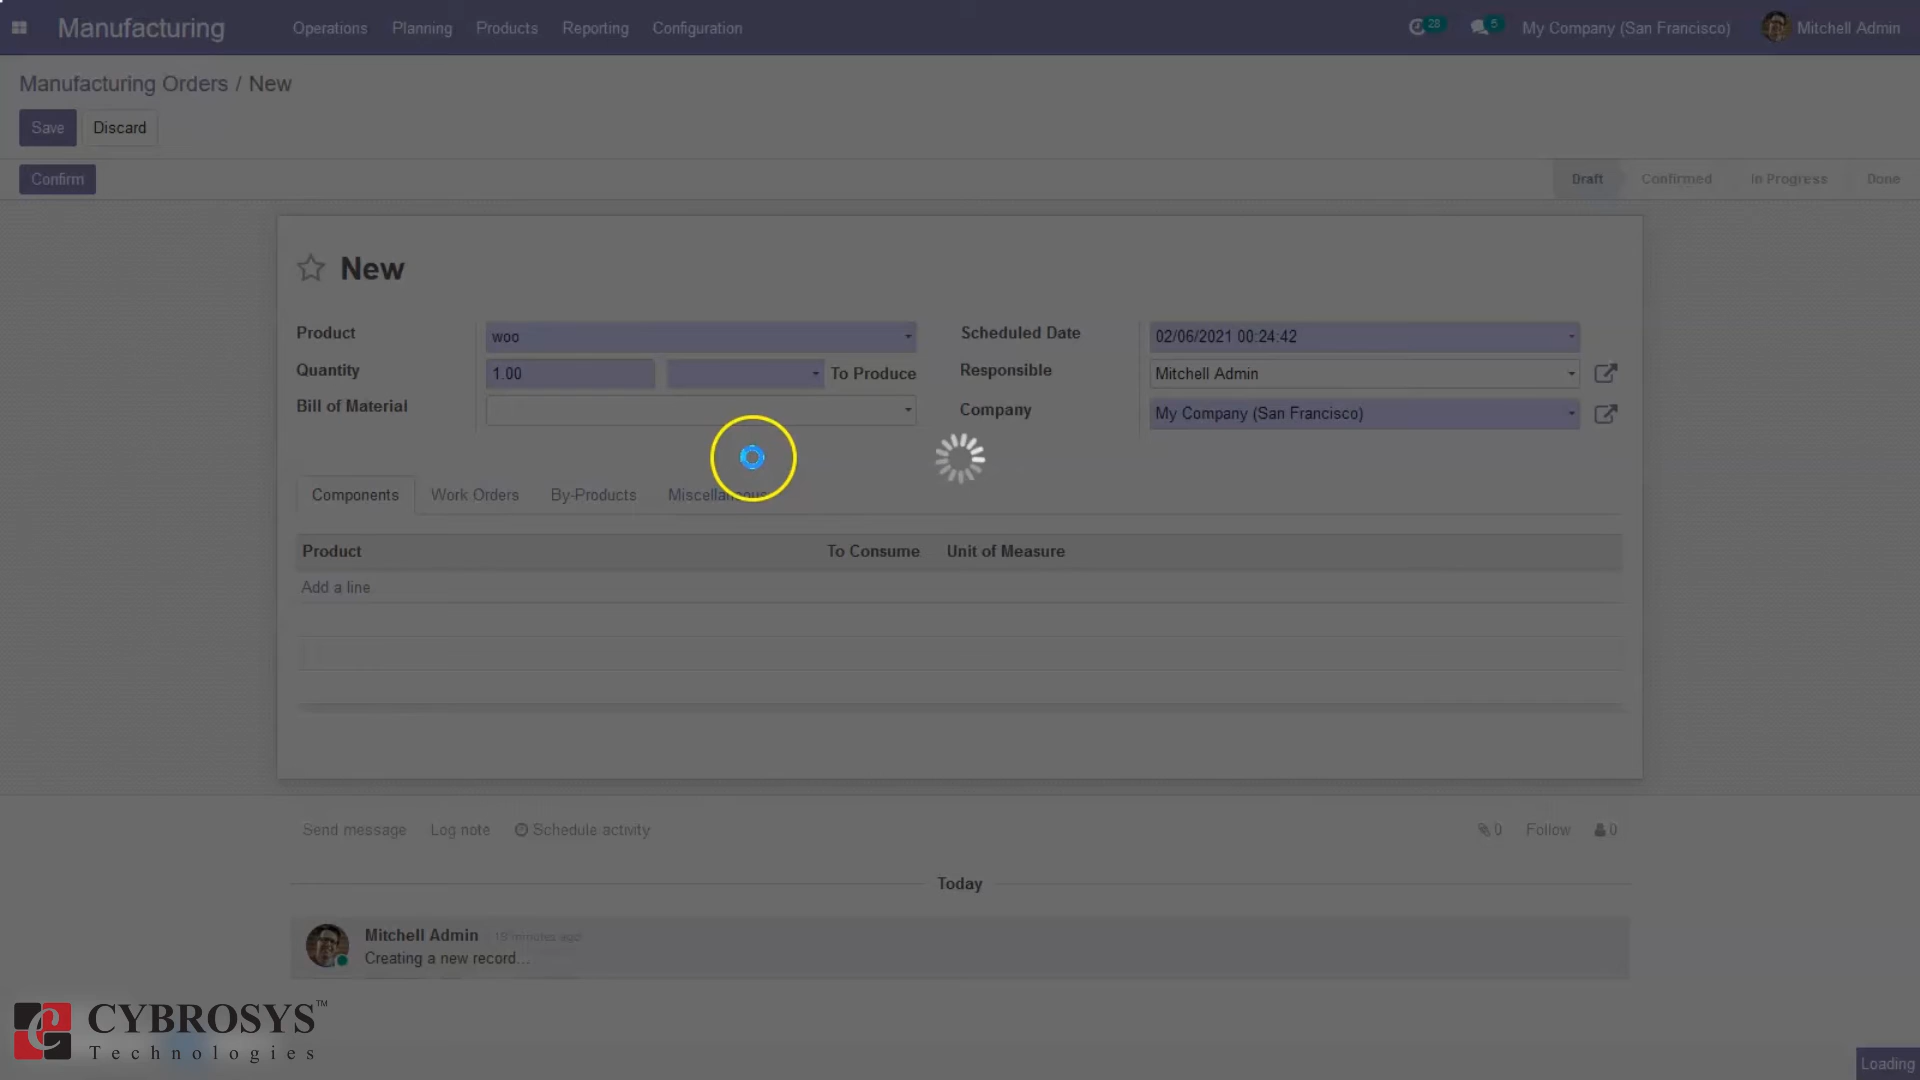 Manufacturing Operations Planning Products Reporting Configuration 28 5 My Company (San Francisco) Mitchell Admin
Manufacturing Orders / New
Save Discard
Confirm Draft Confirmed In Progress Done
New
Product woo Scheduled Date 02/06/2021 00:24:42
Quantity 1.00 To Produce Responsible Mitchell Admin
Bill of Material Company My Company (San Francisco)
Components Work Orders By-Products Miscellaneous
Product To Consume Unit of Measure
Add a line
Send message Log note Schedule activity 0 Follow 0
Today
Mitchell Admin - 19 minutes ago
Creating a new record...
CYBROSYS™
Technologies
Loading